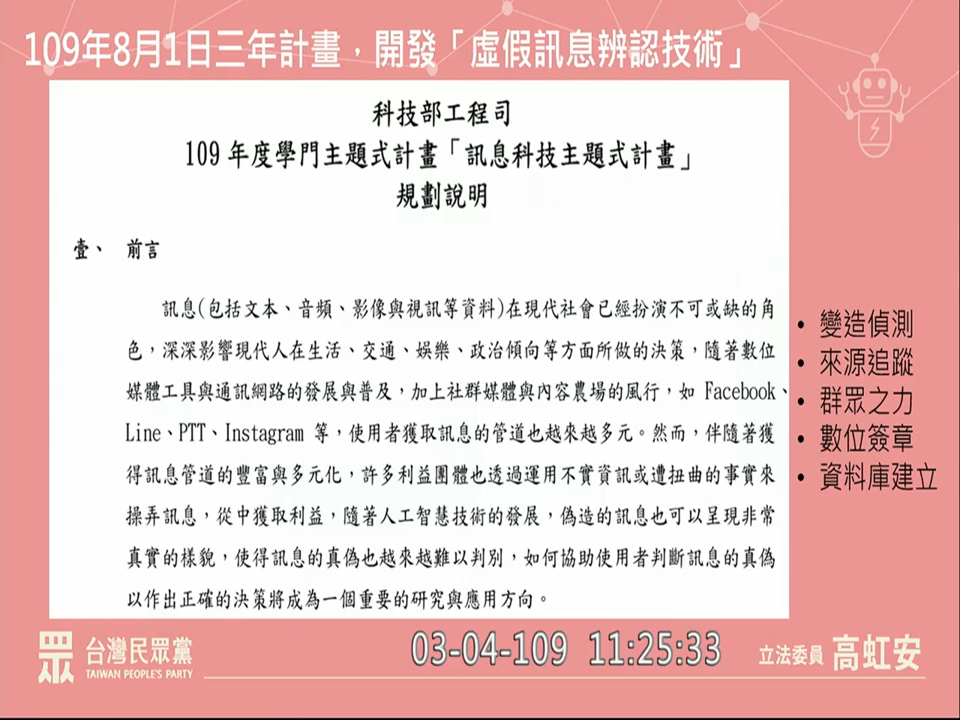 109年8月1日三年計畫，開發「虛假訊息辨認技術」
科技部工程司
109 年度學門主題式計畫「訊息科技主題式計畫」
規劃說明
壹、 前言
訊息(包括文本、音頻、影像與視訊等資料)在現代社會已經扮演不可或缺的角
色，深深影響現代人在生活、交通、娛樂、政治傾向等方面所做的決策，隨著數位
媒體工具與通訊網路的發展與普及，加上社群媒體與內容農場的風行，如 Facebook、
Line、PTT、Instagram 等，使用者獲取訊息的管道也越來越多元。然而，伴隨著獲
得訊息管道的豐富與多元化，許多利益團體也透過運用不實資訊或遭扭曲的事實來
操弄訊息，從中獲取利益，隨著人工智慧技術的發展，偽造的訊息也可以呈現非常
真實的樣貌，使得訊息的真偽也越來越難以判別，如何協助使用者判斷訊息的真偽
以作出正確的決策將成為一個重要的研究與應用方向。
• 變造偵測
• 來源追蹤
• 群眾之力
• 數位簽章
• 資料庫建立
眾 台灣民眾黨
TAIWAN PEOPLE'S PARTY
03-04-109 11:25:33
立法委員 高虹安